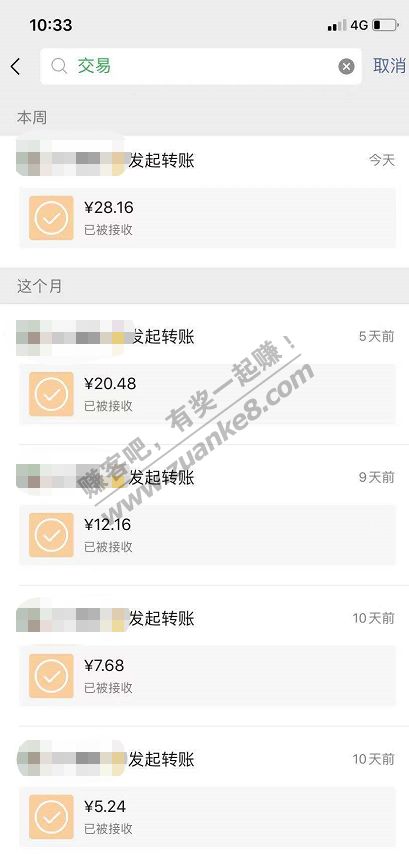 10:33
4G
交易
取消
本周
发起转账
今天
¥28.16
已被接收
这个月
发起转账
5天前
¥20.48
已被接收
发起转账
9天前
¥12.16
已被接收
发起转账
10天前
¥7.68
已被接收
发起转账
10天前
¥5.24
已被接收
赚客吧，有奖一起赚！
www.zuanke8.com